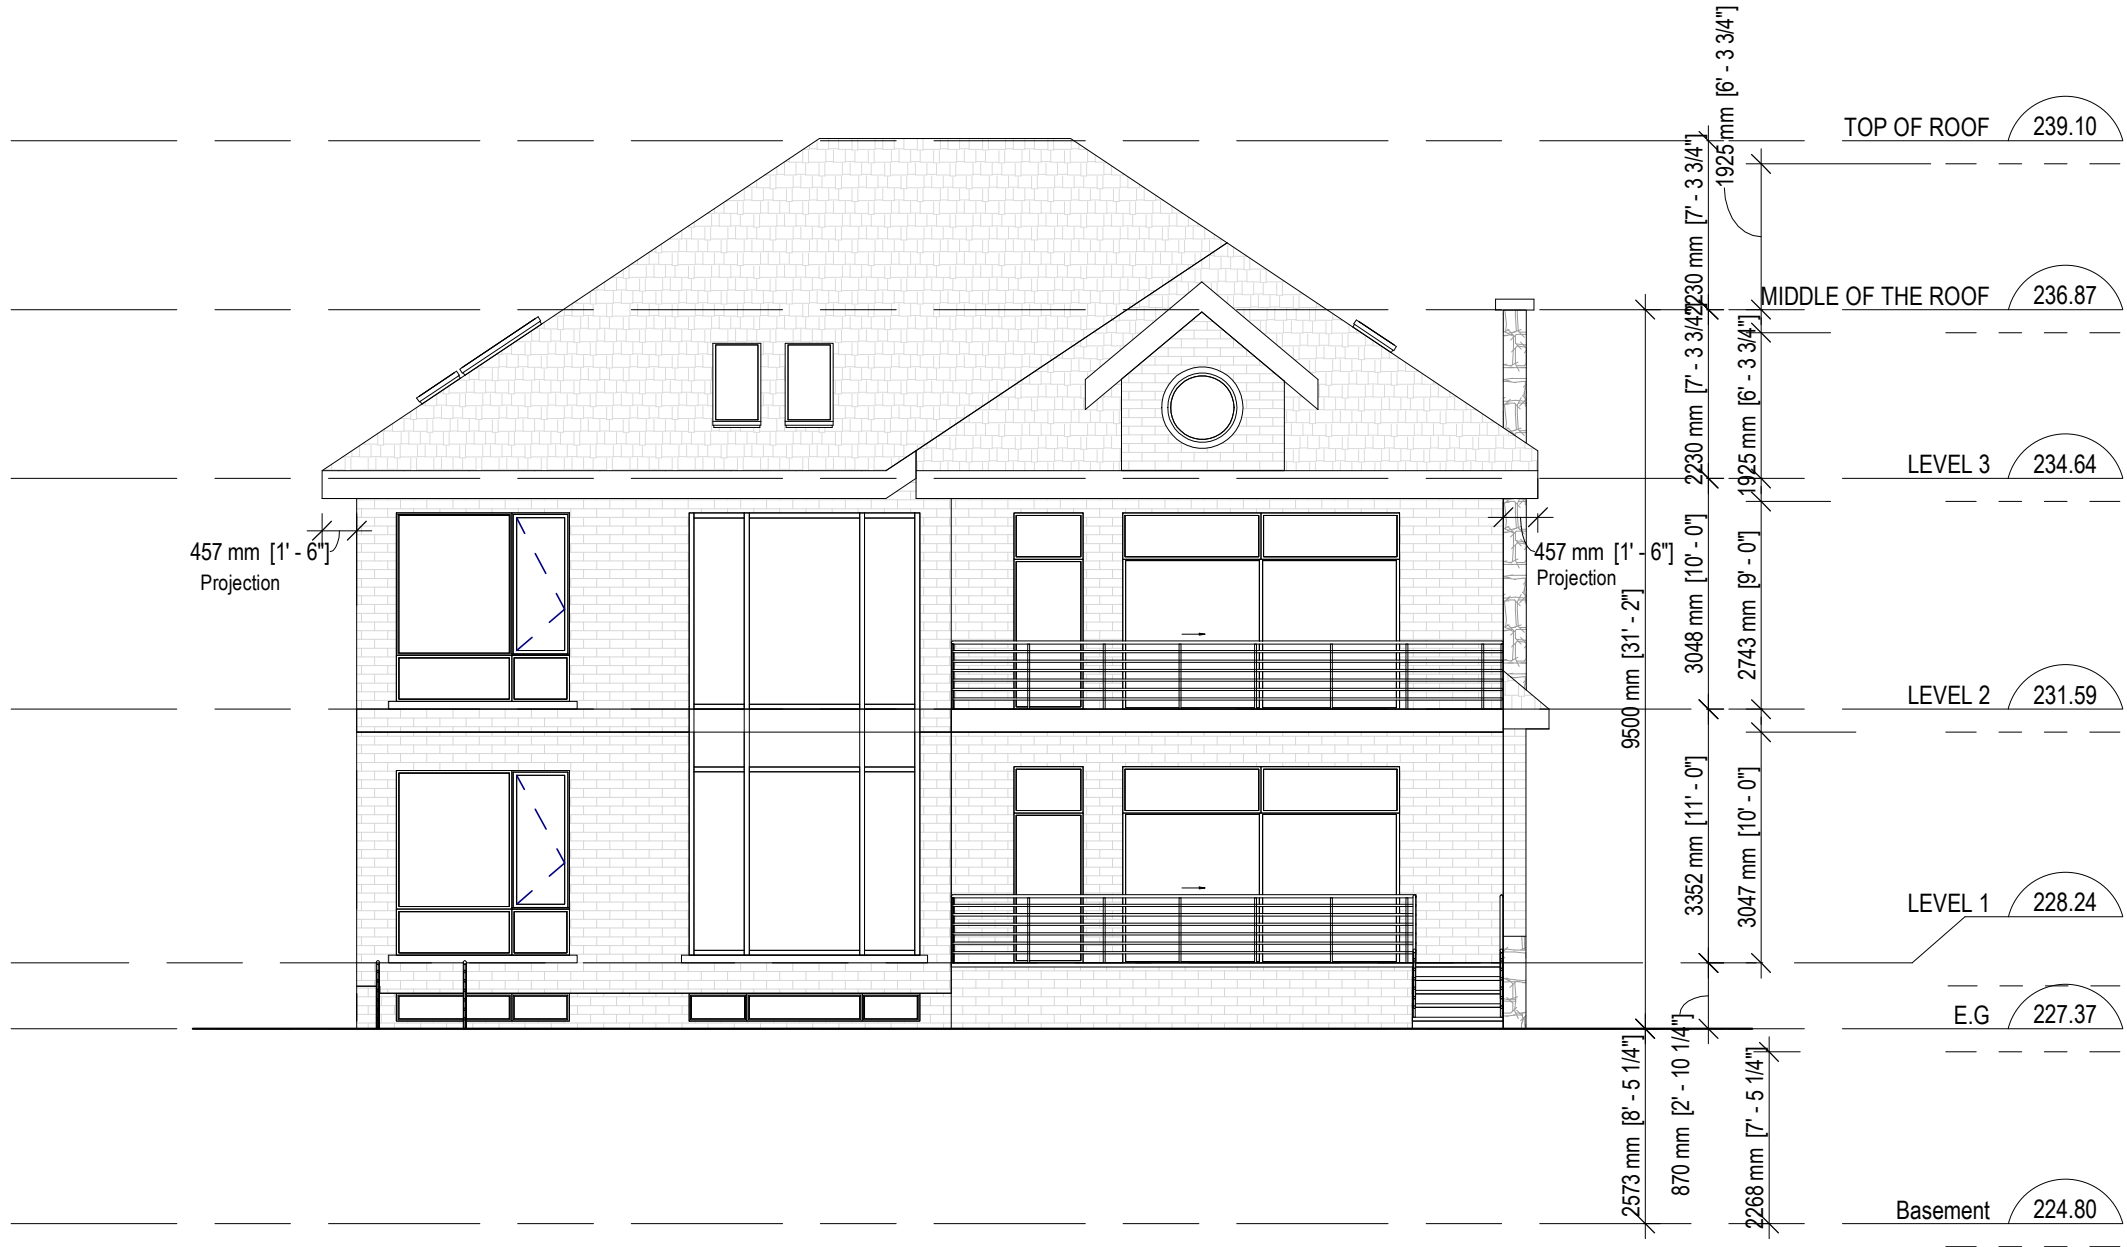 1925 mm [6' - 3 3/4"]
TOP OF ROOF 239.10
2230 mm [7' - 3 3/4"]
MIDDLE OF THE ROOF 236.87
2230 mm [7' - 3 3/4"]
1925 mm [6' - 3 3/4"]
LEVEL 3 234.64
457 mm [1' - 6"]
Projection
457 mm [1' - 6"]
Projection
9500 mm [31' - 2"]
3048 mm [10' - 0"]
2743 mm [9' - 0"]
LEVEL 2 231.59
3352 mm [11' - 0"]
3047 mm [10' - 0"]
LEVEL 1 228.24
E.G 227.37
2573 mm [8' - 5 1/4"]
870 mm [2' - 10 1/4"]
2268 mm [7' - 5 1/4"]
Basement 224.80